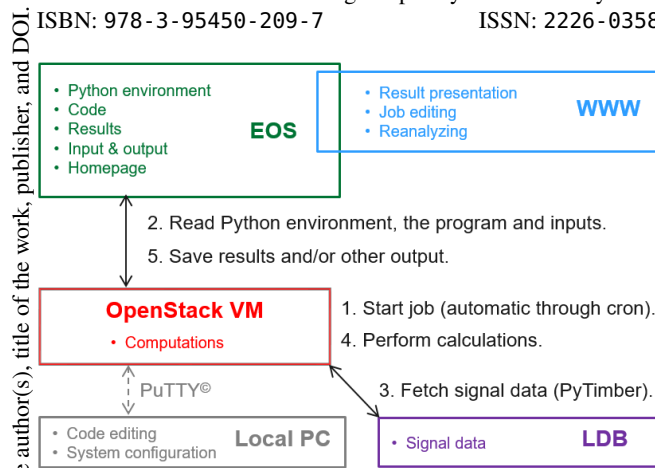 ISBN: 978-3-95450-209-7
ISSN: 2226-0358
author(s), title of the work, publisher, and DOI.
• Python environment
• Code
• Results
• Input & output
• Homepage
EOS
• Result presentation
• Job editing
• Reanalyzing
WWW
2. Read Python environment, the program and inputs.
5. Save results and/or other output.
OpenStack VM
• Computations
1. Start job (automatic through cron).
4. Perform calculations.
PuTTY©
3. Fetch signal data (PyTimber).
• Code editing
• System configuration
Local PC
• Signal data
LDB